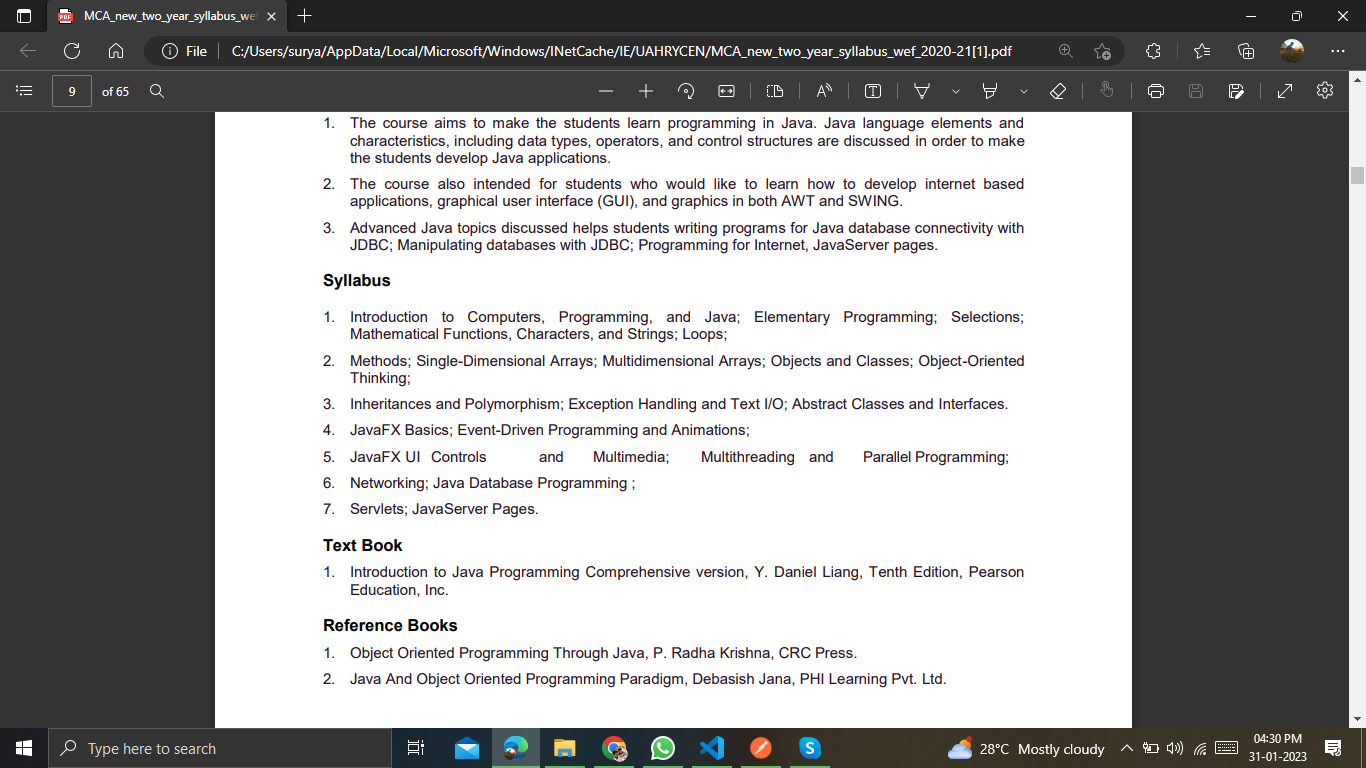 MCA_new_two_year_syllabus_we
File
C:/Users/surya/AppData/Local/Microsoft/Windows/INetCache/IE/UAHRYCEN/MCA_new_two_year_syllabus_wef_2020-21[1].pdf
9 of 65
1. The course aims to make the students learn programming in Java. Java language elements and
characteristics, including data types, operators, and control structures are discussed in order to make
the students develop Java applications.
2. The course also intended for students who would like to learn how to develop internet based
applications, graphical user interface (GUI), and graphics in both AWT and SWING.
3. Advanced Java topics discussed helps students writing programs for Java database connectivity with
JDBC; Manipulating databases with JDBC; Programming for Internet, JavaServer pages.
Syllabus
1. Introduction to Computers, Programming, and Java; Elementary Programming; Selections;
Mathematical Functions, Characters, and Strings; Loops;
2. Methods; Single-Dimensional Arrays; Multidimensional Arrays; Objects and Classes; Object-Oriented
Thinking;
3. Inheritances and Polymorphism; Exception Handling and Text I/O; Abstract Classes and Interfaces.
4. JavaFX Basics; Event-Driven Programming and Animations;
5. JavaFX UI Controls and Multimedia; Multithreading and Parallel Programming;
6. Networking; Java Database Programming ;
7. Servlets; JavaServer Pages.
Text Book
1. Introduction to Java Programming Comprehensive version, Y. Daniel Liang, Tenth Edition, Pearson
Education, Inc.
Reference Books
1. Object Oriented Programming Through Java, P. Radha Krishna, CRC Press.
2. Java And Object Oriented Programming Paradigm, Debasish Jana, PHI Learning Pvt. Ltd.
Type here to search
28°C Mostly cloudy
04:30 PM
31-01-2023